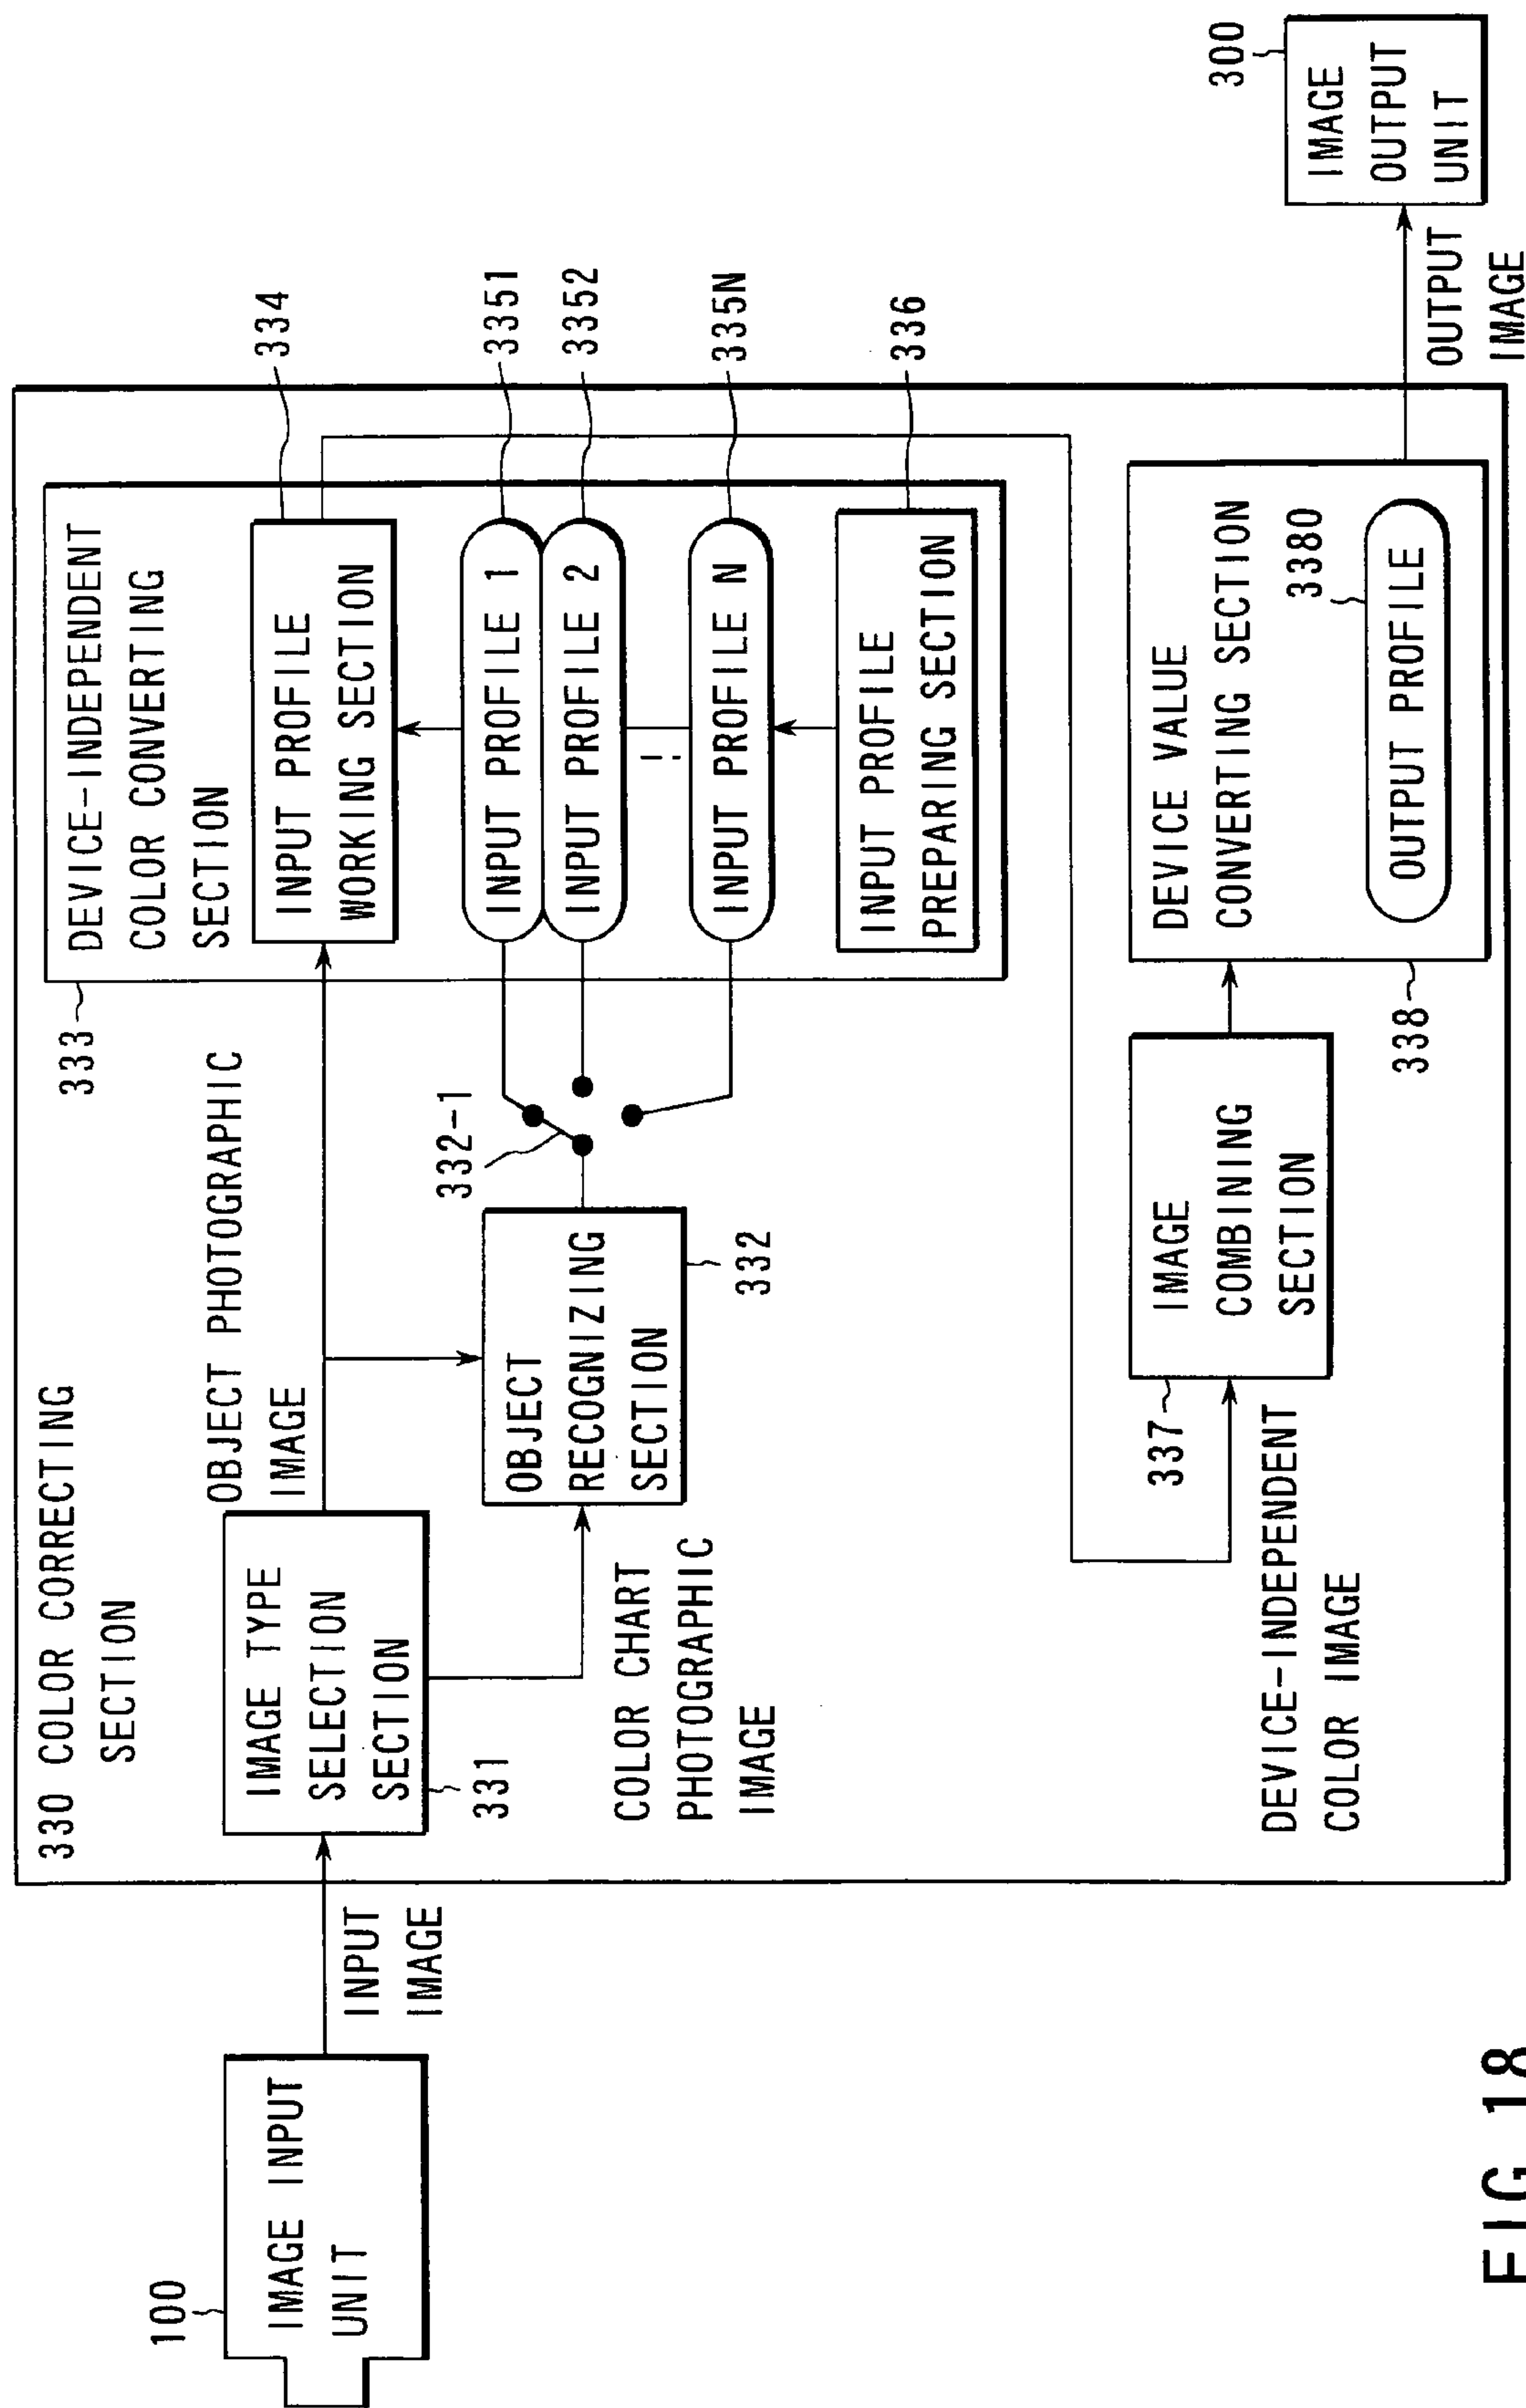 100
IMAGE INPUT
UNIT
INPUT
IMAGE
330 COLOR CORRECTING
SECTION
IMAGE TYPE
SELECTION
SECTION
331
OBJECT PHOTOGRAPHIC
IMAGE
COLOR CHART
PHOTOGRAPHIC
IMAGE
OBJECT
RECOGNIZING
SECTION
332
332-1
333
DEVICE-INDEPENDENT
COLOR CONVERTING
SECTION
INPUT PROFILE
WORKING SECTION
334
INPUT PROFILE 1
3351
INPUT PROFILE 2
3352
INPUT PROFILE N
335N
INPUT PROFILE
PREPARING SECTION
336
DEVICE-INDEPENDENT
COLOR IMAGE
337
IMAGE
COMBINING
SECTION
338
DEVICE VALUE
CONVERTING SECTION
3380
OUTPUT PROFILE
OUTPUT
IMAGE
300
IMAGE
OUTPUT
UNIT
FIG. 18